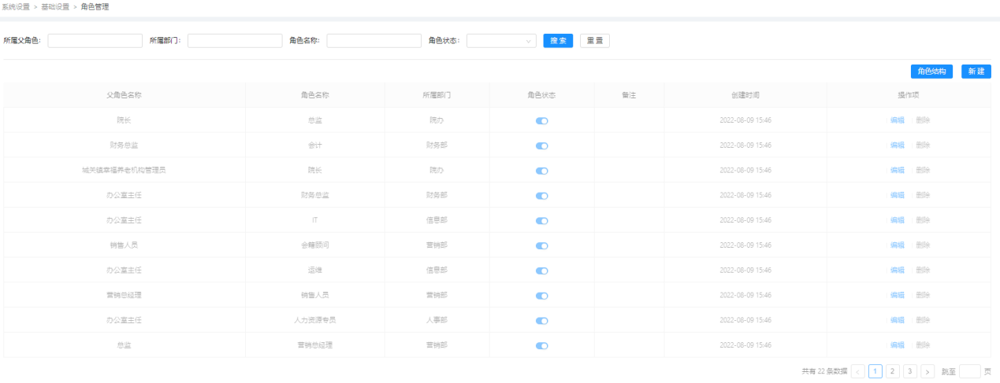 系统设置 > 基础设置 > 角色管理
所属父角色: 所属部门: 角色名称: 角色状态: 搜索 重置
角色结构 新建
父角色名称 角色名称 所属部门 角色状态 备注 创建时间 操作项
院长 总监 院办 2022-08-09 15:46 编辑 删除
财务总监 会计 财务部 2022-08-09 15:46 编辑 删除
城关镇幸福养老机构管理员 院长 院办 2022-08-09 15:46 编辑 删除
办公室主任 财务总监 财务部 2022-08-09 15:46 编辑 删除
办公室主任 IT 信息部 2022-08-09 15:46 编辑 删除
销售人员 会籍顾问 营销部 2022-08-09 15:46 编辑 删除
办公室主任 运维 信息部 2022-08-09 15:46 编辑 删除
营销总经理 销售人员 营销部 2022-08-09 15:46 编辑 删除
办公室主任 人力资源专员 人事部 2022-08-09 15:46 编辑 删除
总监 营销总经理 营销部 2022-08-09 15:46 编辑 删除
共有 22 条数据 < 1 2 3 > 跳至 页